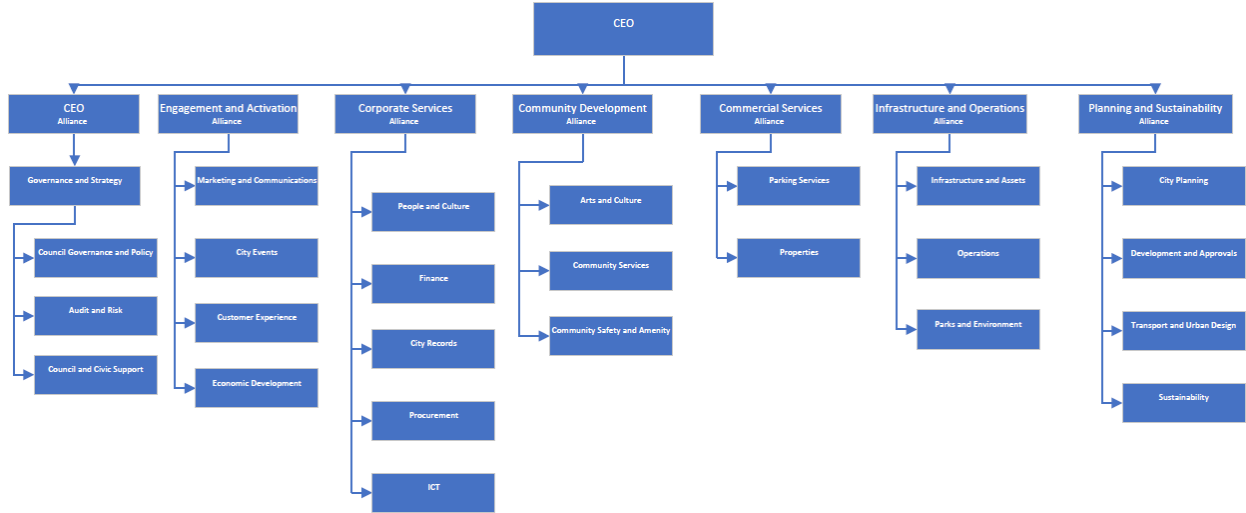 CEO
CEO
Alliance
Governance and Strategy
Council Governance and Policy
Audit and Risk
Council and Civic Support
Engagement and Activation
Alliance
Marketing and Communications
City Events
Customer Experience
Economic Development
Corporate Services
Alliance
People and Culture
Finance
City Records
Procurement
ICT
Community Development
Alliance
Arts and Culture
Community Services
Community Safety and Amenity
Commercial Services
Alliance
Parking Services
Properties
Infrastructure and Operations
Alliance
Infrastructure and Assets
Operations
Parks and Environment
Planning and Sustainability
Alliance
City Planning
Development and Approvals
Transport and Urban Design
Sustainability